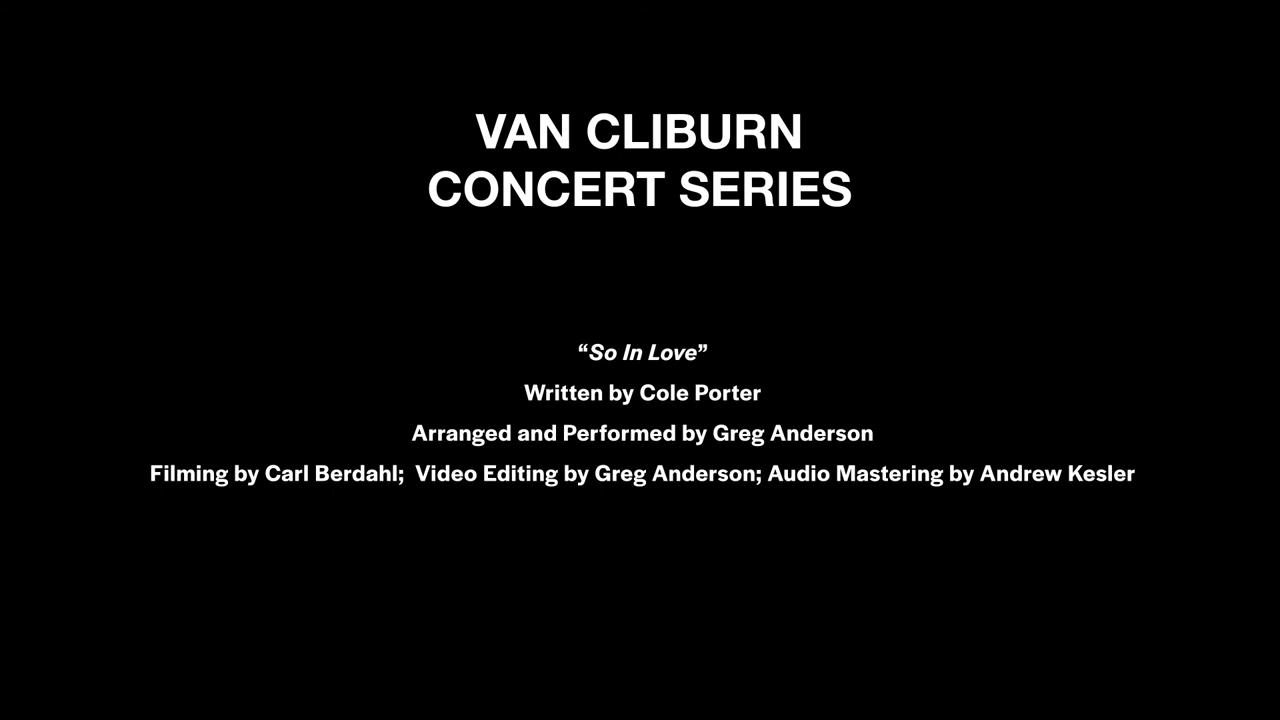 VAN CLIBURN
CONCERT SERIES
“So In Love”
Written by Cole Porter
Arranged and Performed by Greg Anderson
Filming by Carl Berdahl;  Video Editing by Greg Anderson; Audio Mastering by Andrew Kesler